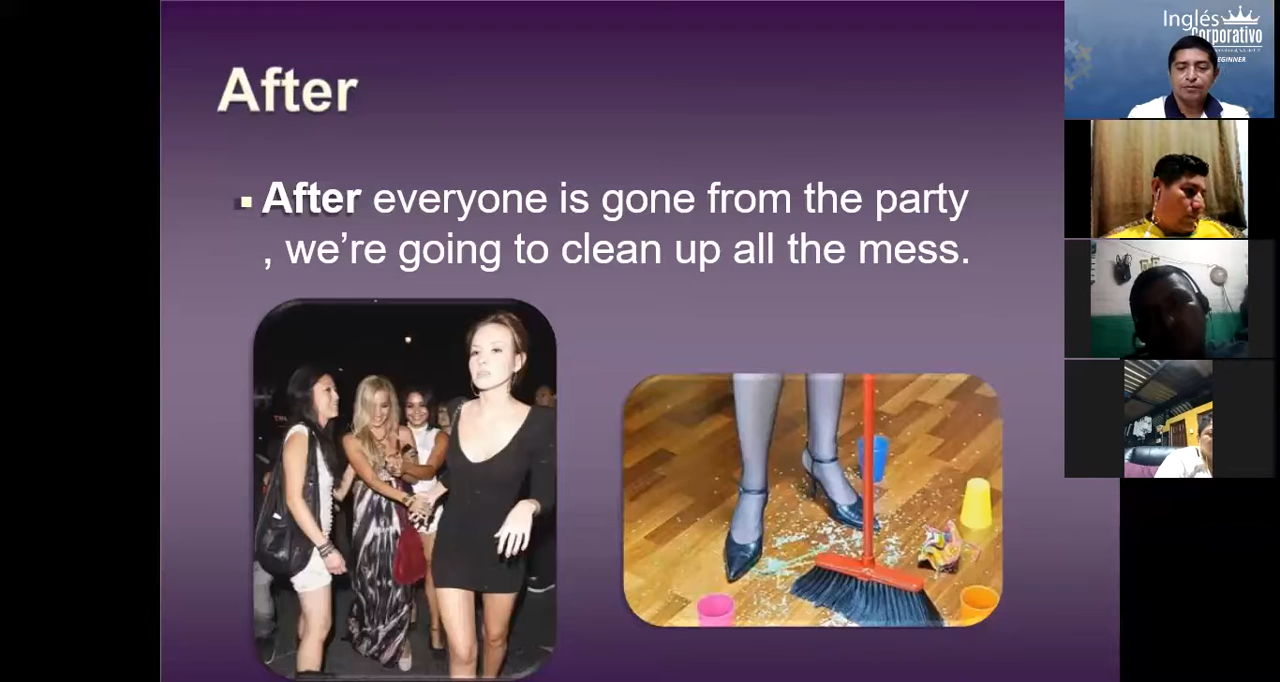 After
After everyone is gone from the party
, we're going to clean up all the mess.
Inglés
Corporativo
EGINNER